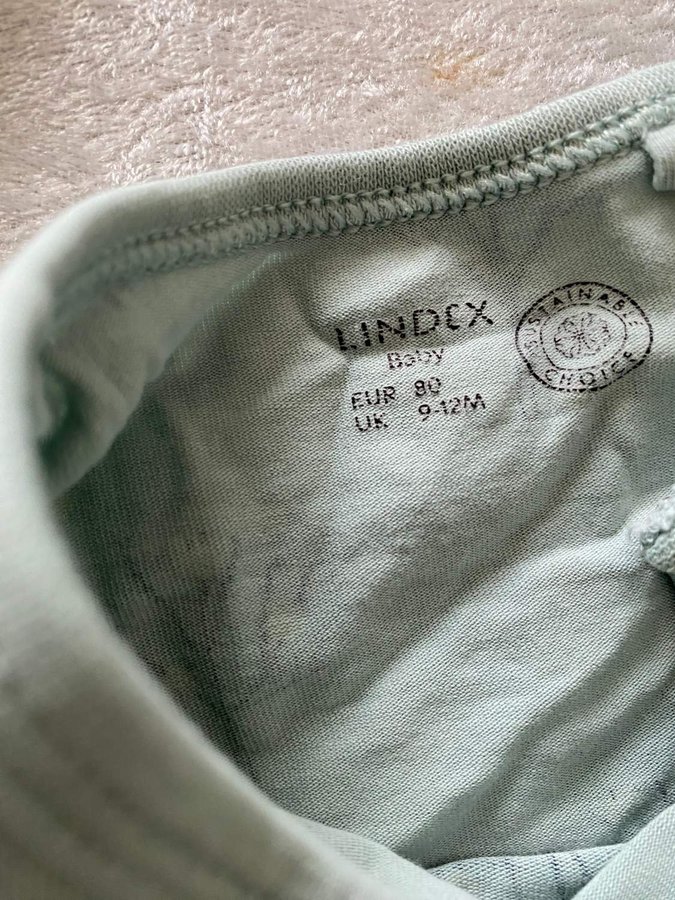 LINDEX
Baby
EUR 80
UK 9-12M
SUSTAINABLE
CHOICE